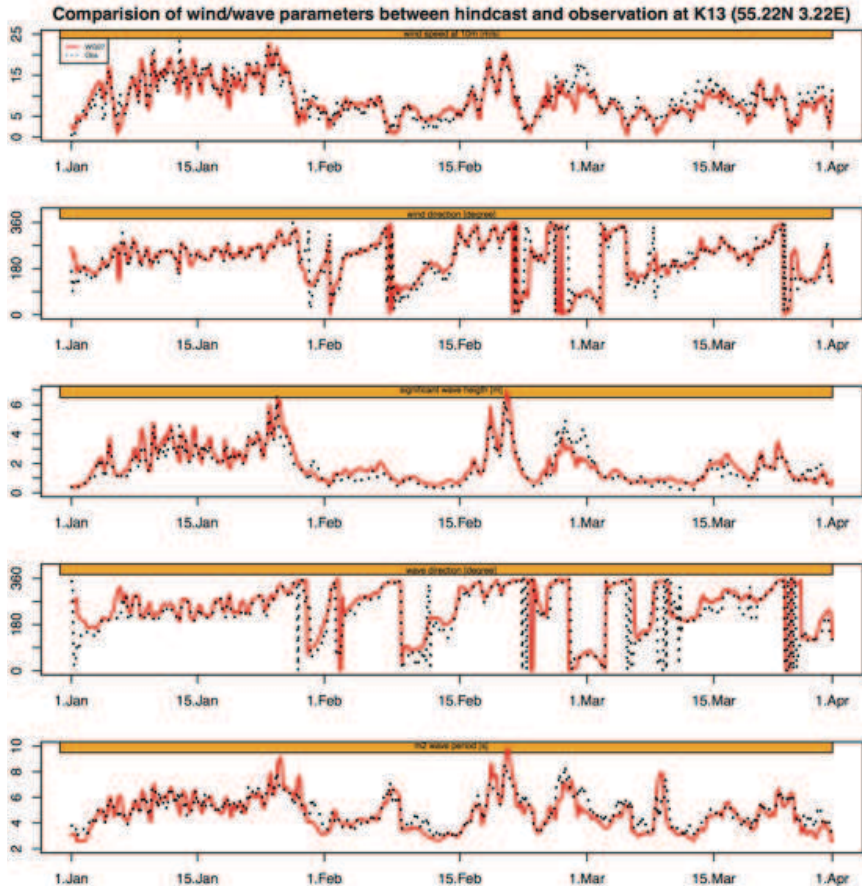 Comparision of wind/wave parameters between hindcast and observation at K13 (55.22N 3.22E)
wind speed at 10m (m/s)
WG07
Obs
25
15
5
0
1.Jan 15.Jan 1.Feb 15.Feb 1.Mar 15.Mar 1.Apr
wind direction [degree]
360
180
0
1.Jan 15.Jan 1.Feb 15.Feb 1.Mar 15.Mar 1.Apr
significant wave heigth [m]
6
4
2
0
1.Jan 15.Jan 1.Feb 15.Feb 1.Mar 15.Mar 1.Apr
wave direction [degree]
360
180
0
1.Jan 15.Jan 1.Feb 15.Feb 1.Mar 15.Mar 1.Apr
m2 wave period [s]
10
8
6
4
2
1.Jan 15.Jan 1.Feb 15.Feb 1.Mar 15.Mar 1.Apr